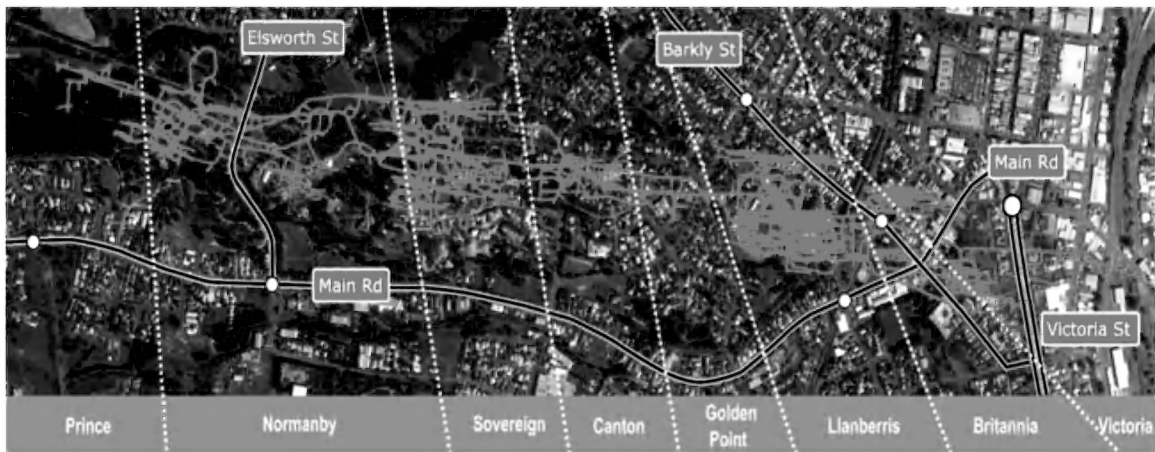 Elsworth St
Barkly St
Main Rd
Main Rd
Victoria St
Prince
Normanby
Sovereign
Canton
Golden
Point
Llanberris
Britannia
Victoria